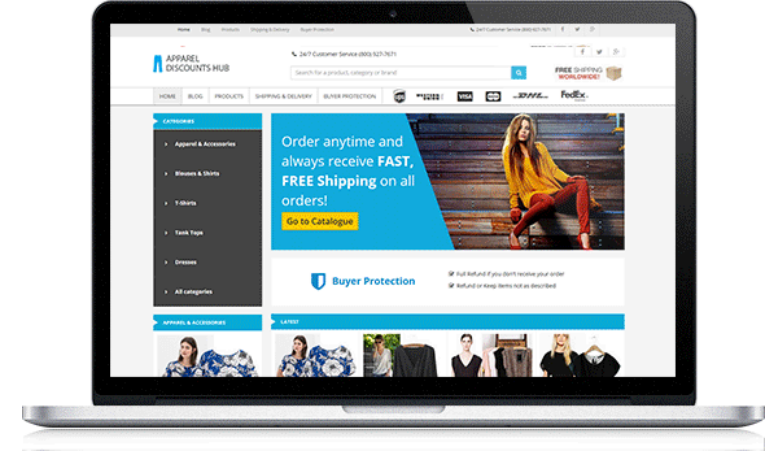 Home Blog Products Shipping & Delivery Buyer Protection 24/7 Customer Service (800) 927-7671
APPAREL
DISCOUNTS HUB
24/7 Customer Service (800) 927-7671
Search for a product, category or brand
FREE SHIPPING
WORLDWIDE!
HOME BLOG PRODUCTS SHIPPING & DELIVERY BUYER PROTECTION ups VISA DHL FedEx
CATEGORIES
Apparel & Accessories
Blouses & Shirts
T-Shirts
Tank Tops
Dresses
All categories
Order anytime and
always receive FAST,
FREE Shipping on all
orders!
Go to Catalogue
Buyer Protection
Full Refund if you don't receive your order
Refund or Keep items not as described
APPAREL & ACCESSORIES
LATEST